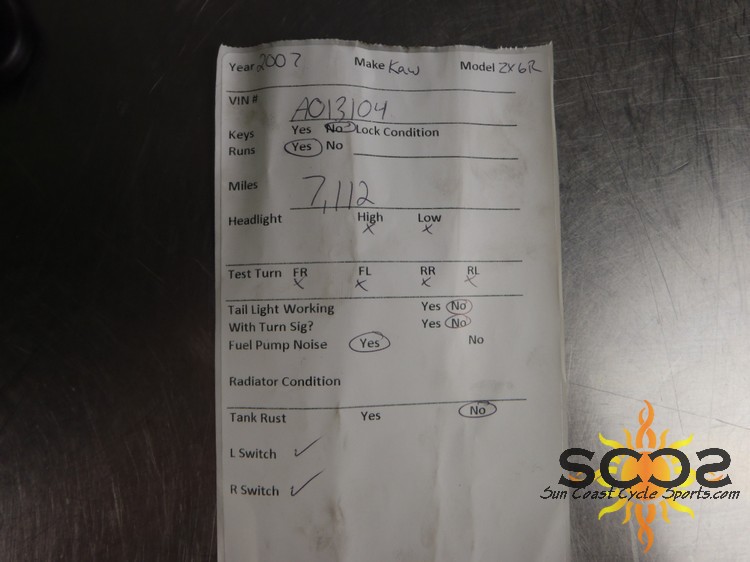 Year 2007 Make Kaw Model ZX6R
VIN # A013104
Keys Yes No Lock Condition
Runs Yes No
Miles 7,112
Headlight High Low
X X
Test Turn FR FL RR RL
X X X X
Tail Light Working Yes No
With Turn Sig? Yes No
Fuel Pump Noise Yes No
Radiator Condition
Tank Rust Yes No
L Switch ✓
R Switch ✓
SCCS
Sun Coast Cycle Sports.com